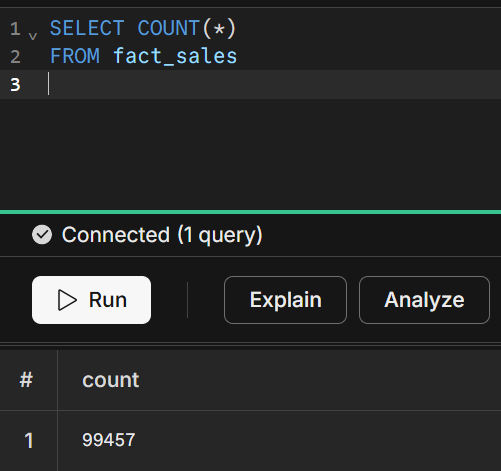 1 SELECT COUNT(*)
2 FROM fact_sales
3
Connected (1 query)
Run Explain Analyze
# count
1 99457